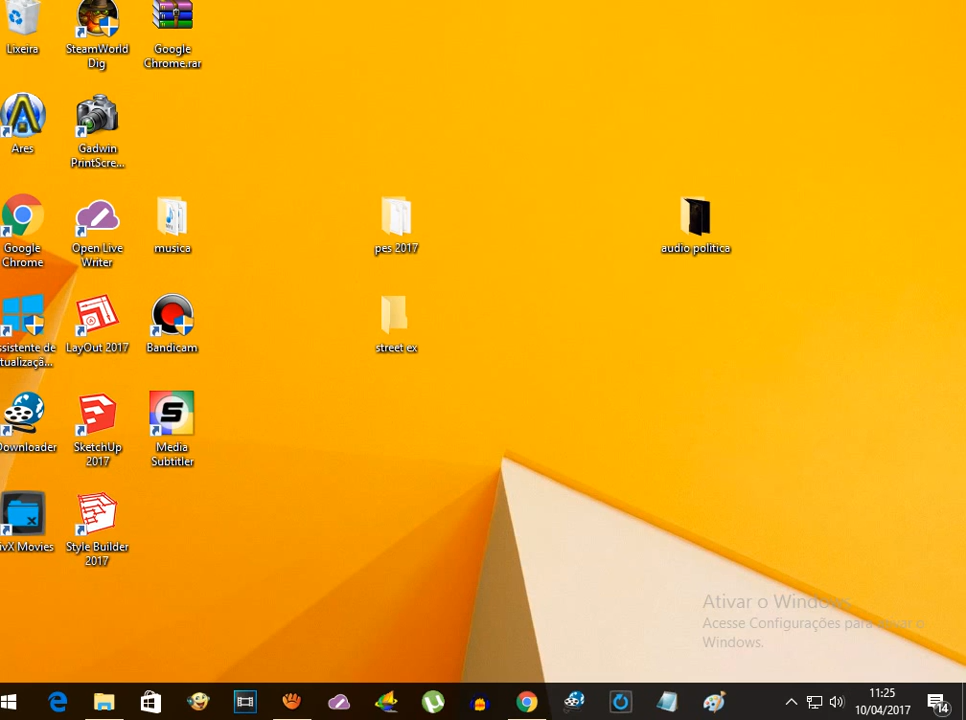 Lixeira
SteamWorld
Dig
Google
Chrome.rar
Ares
Gadwin
PrintScre...
Google
Chrome
Open Live
Writer
musica
pes 2017
audio politica
ssistente de
tualizaçã...
LayOut 2017
Bandicam
street ex
Downloader
SketchUp
2017
S
Media
Subtitler
ivX Movies
Style Builder
2017
Ativar o Windows
Acesse Configurações para ativar o
Windows.
11:25
10/04/2017
14